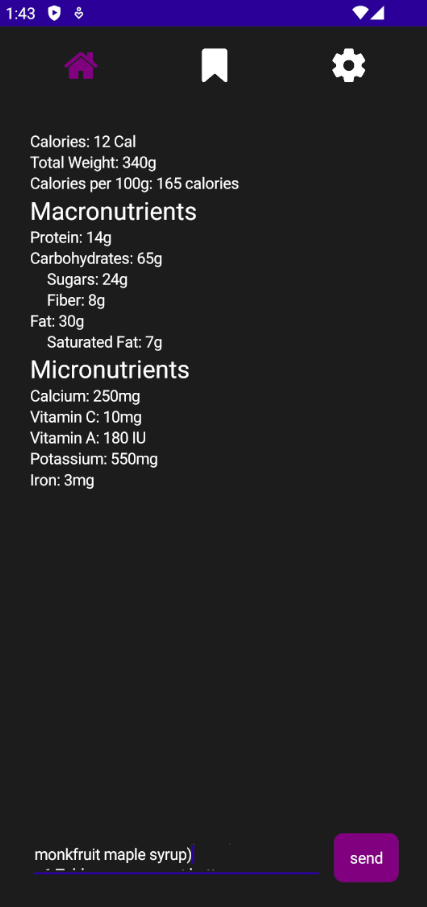 1:43
Calories: 12 Cal
Total Weight: 340g
Calories per 100g: 165 calories
Macronutrients
Protein: 14g
Carbohydrates: 65g
Sugars: 24g
Fiber: 8g
Fat: 30g
Saturated Fat: 7g
Micronutrients
Calcium: 250mg
Vitamin C: 10mg
Vitamin A: 180 IU
Potassium: 550mg
Iron: 3mg
monkfruit maple syrup)
send